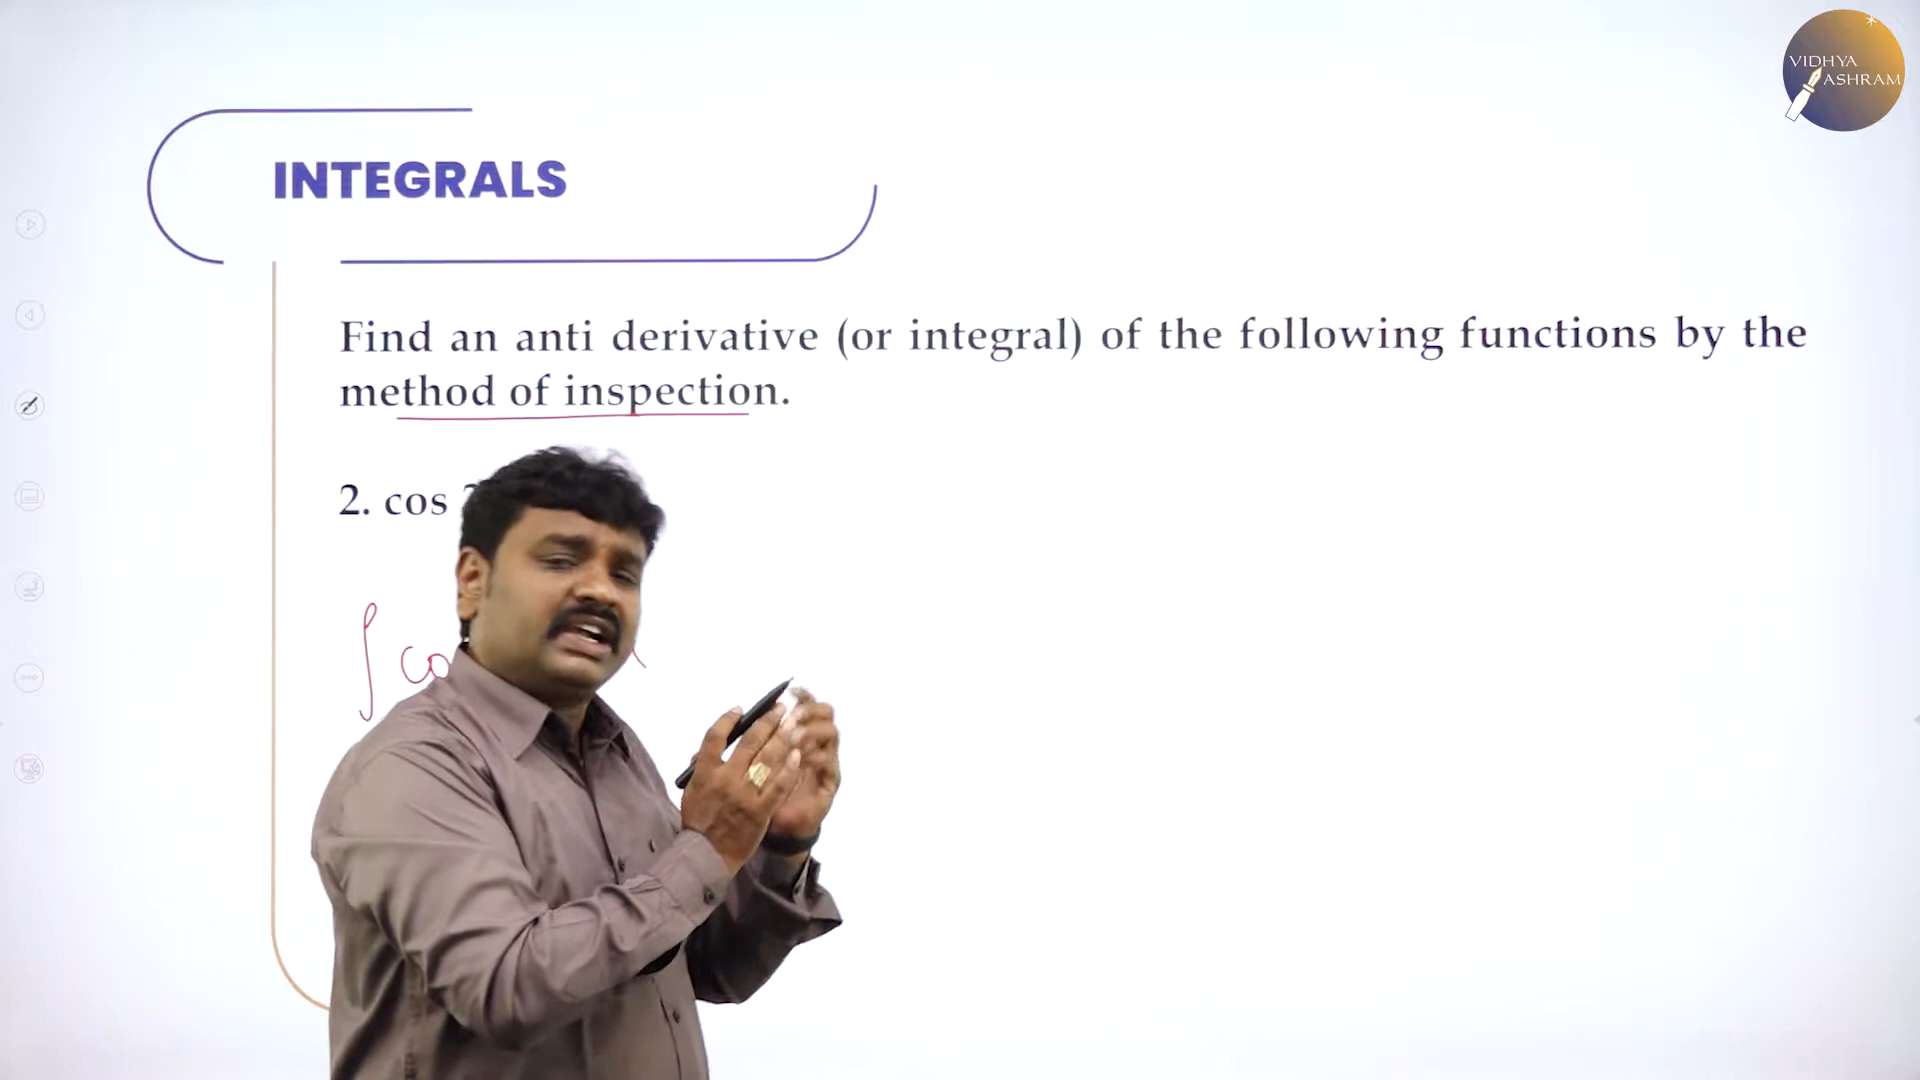 VIDHYA
ASHRAM
INTEGRALS
Find an anti derivative (or integral) of the following functions by the
method of inspection.
2. cos
∫ co